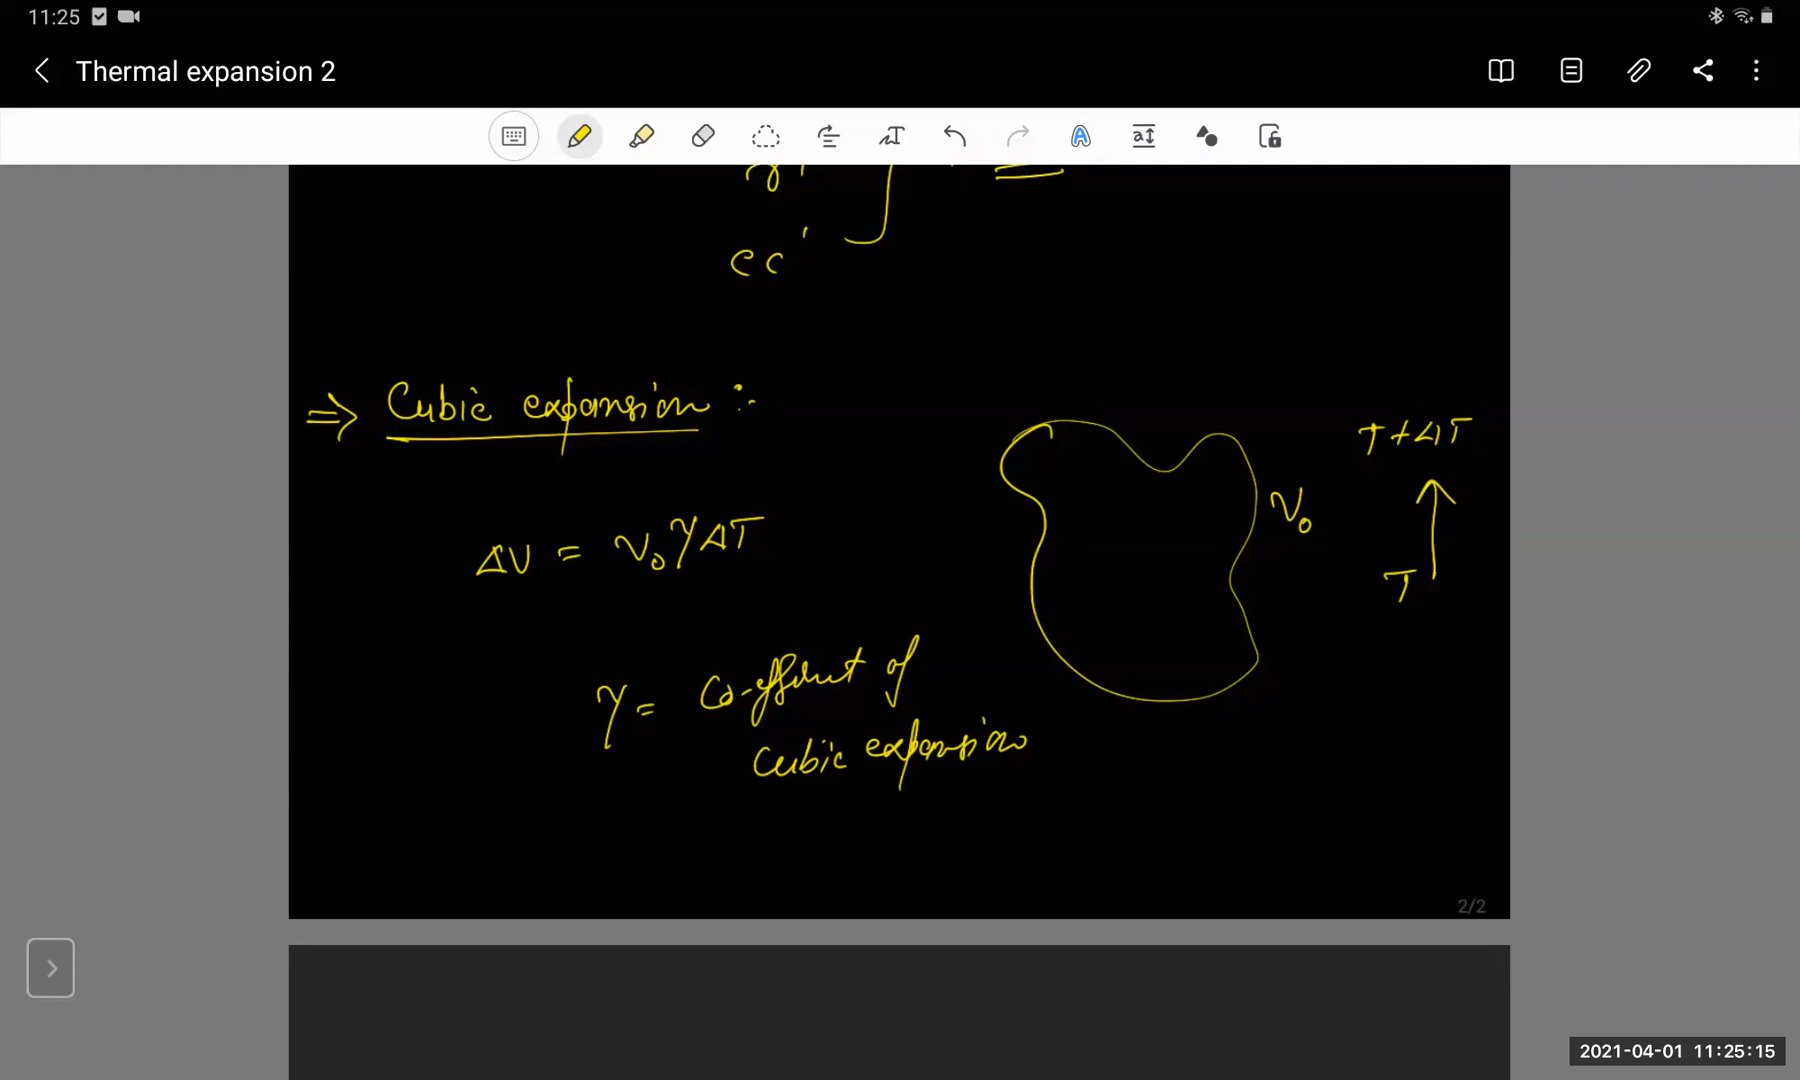 11:25
Thermal expansion 2
cc'
⇒ Cubic expansion :-
T+ΔT
V₀
T
ΔV = V₀γΔT
γ = Co-efficient of
Cubic expansion
2/2
2021-04-01 11:25:15